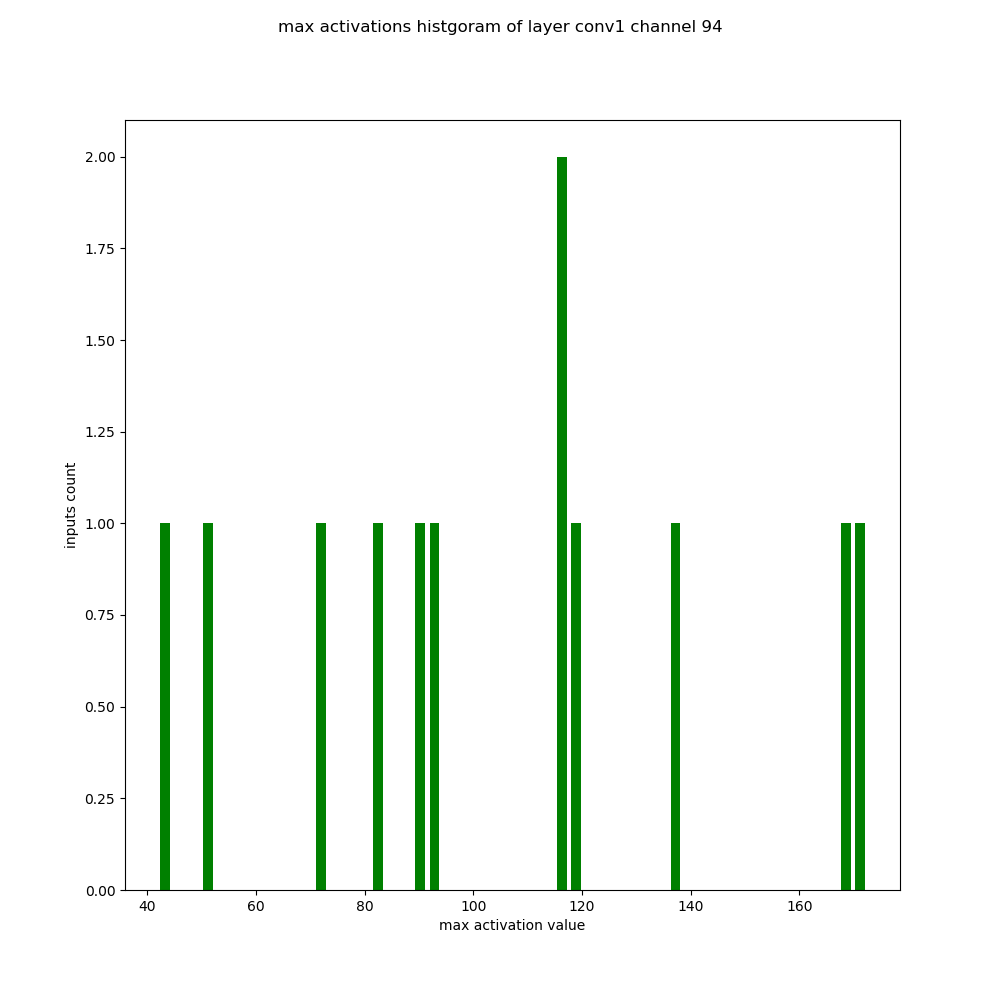 max activations histgoram of layer conv1 channel 94
2.00
1.75
1.50
1.25
1.00
0.75
0.50
0.25
0.00
inputs count
40 60 80 100 120 140 160
max activation value